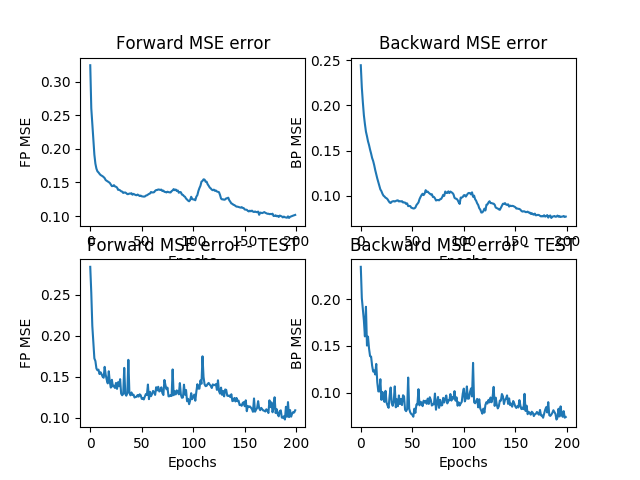 Forward MSE error
Backward MSE error
FP MSE
0.30
0.25
0.20
0.15
0.10
0 50 100 150 200
Epochs
BP MSE
0.25
0.20
0.15
0.10
0 50 100 150 200
Epochs
Forward MSE error - TEST
Backward MSE error - TEST
FP MSE
0.25
0.20
0.15
0.10
0 50 100 150 200
Epochs
BP MSE
0.20
0.15
0.10
0 50 100 150 200
Epochs